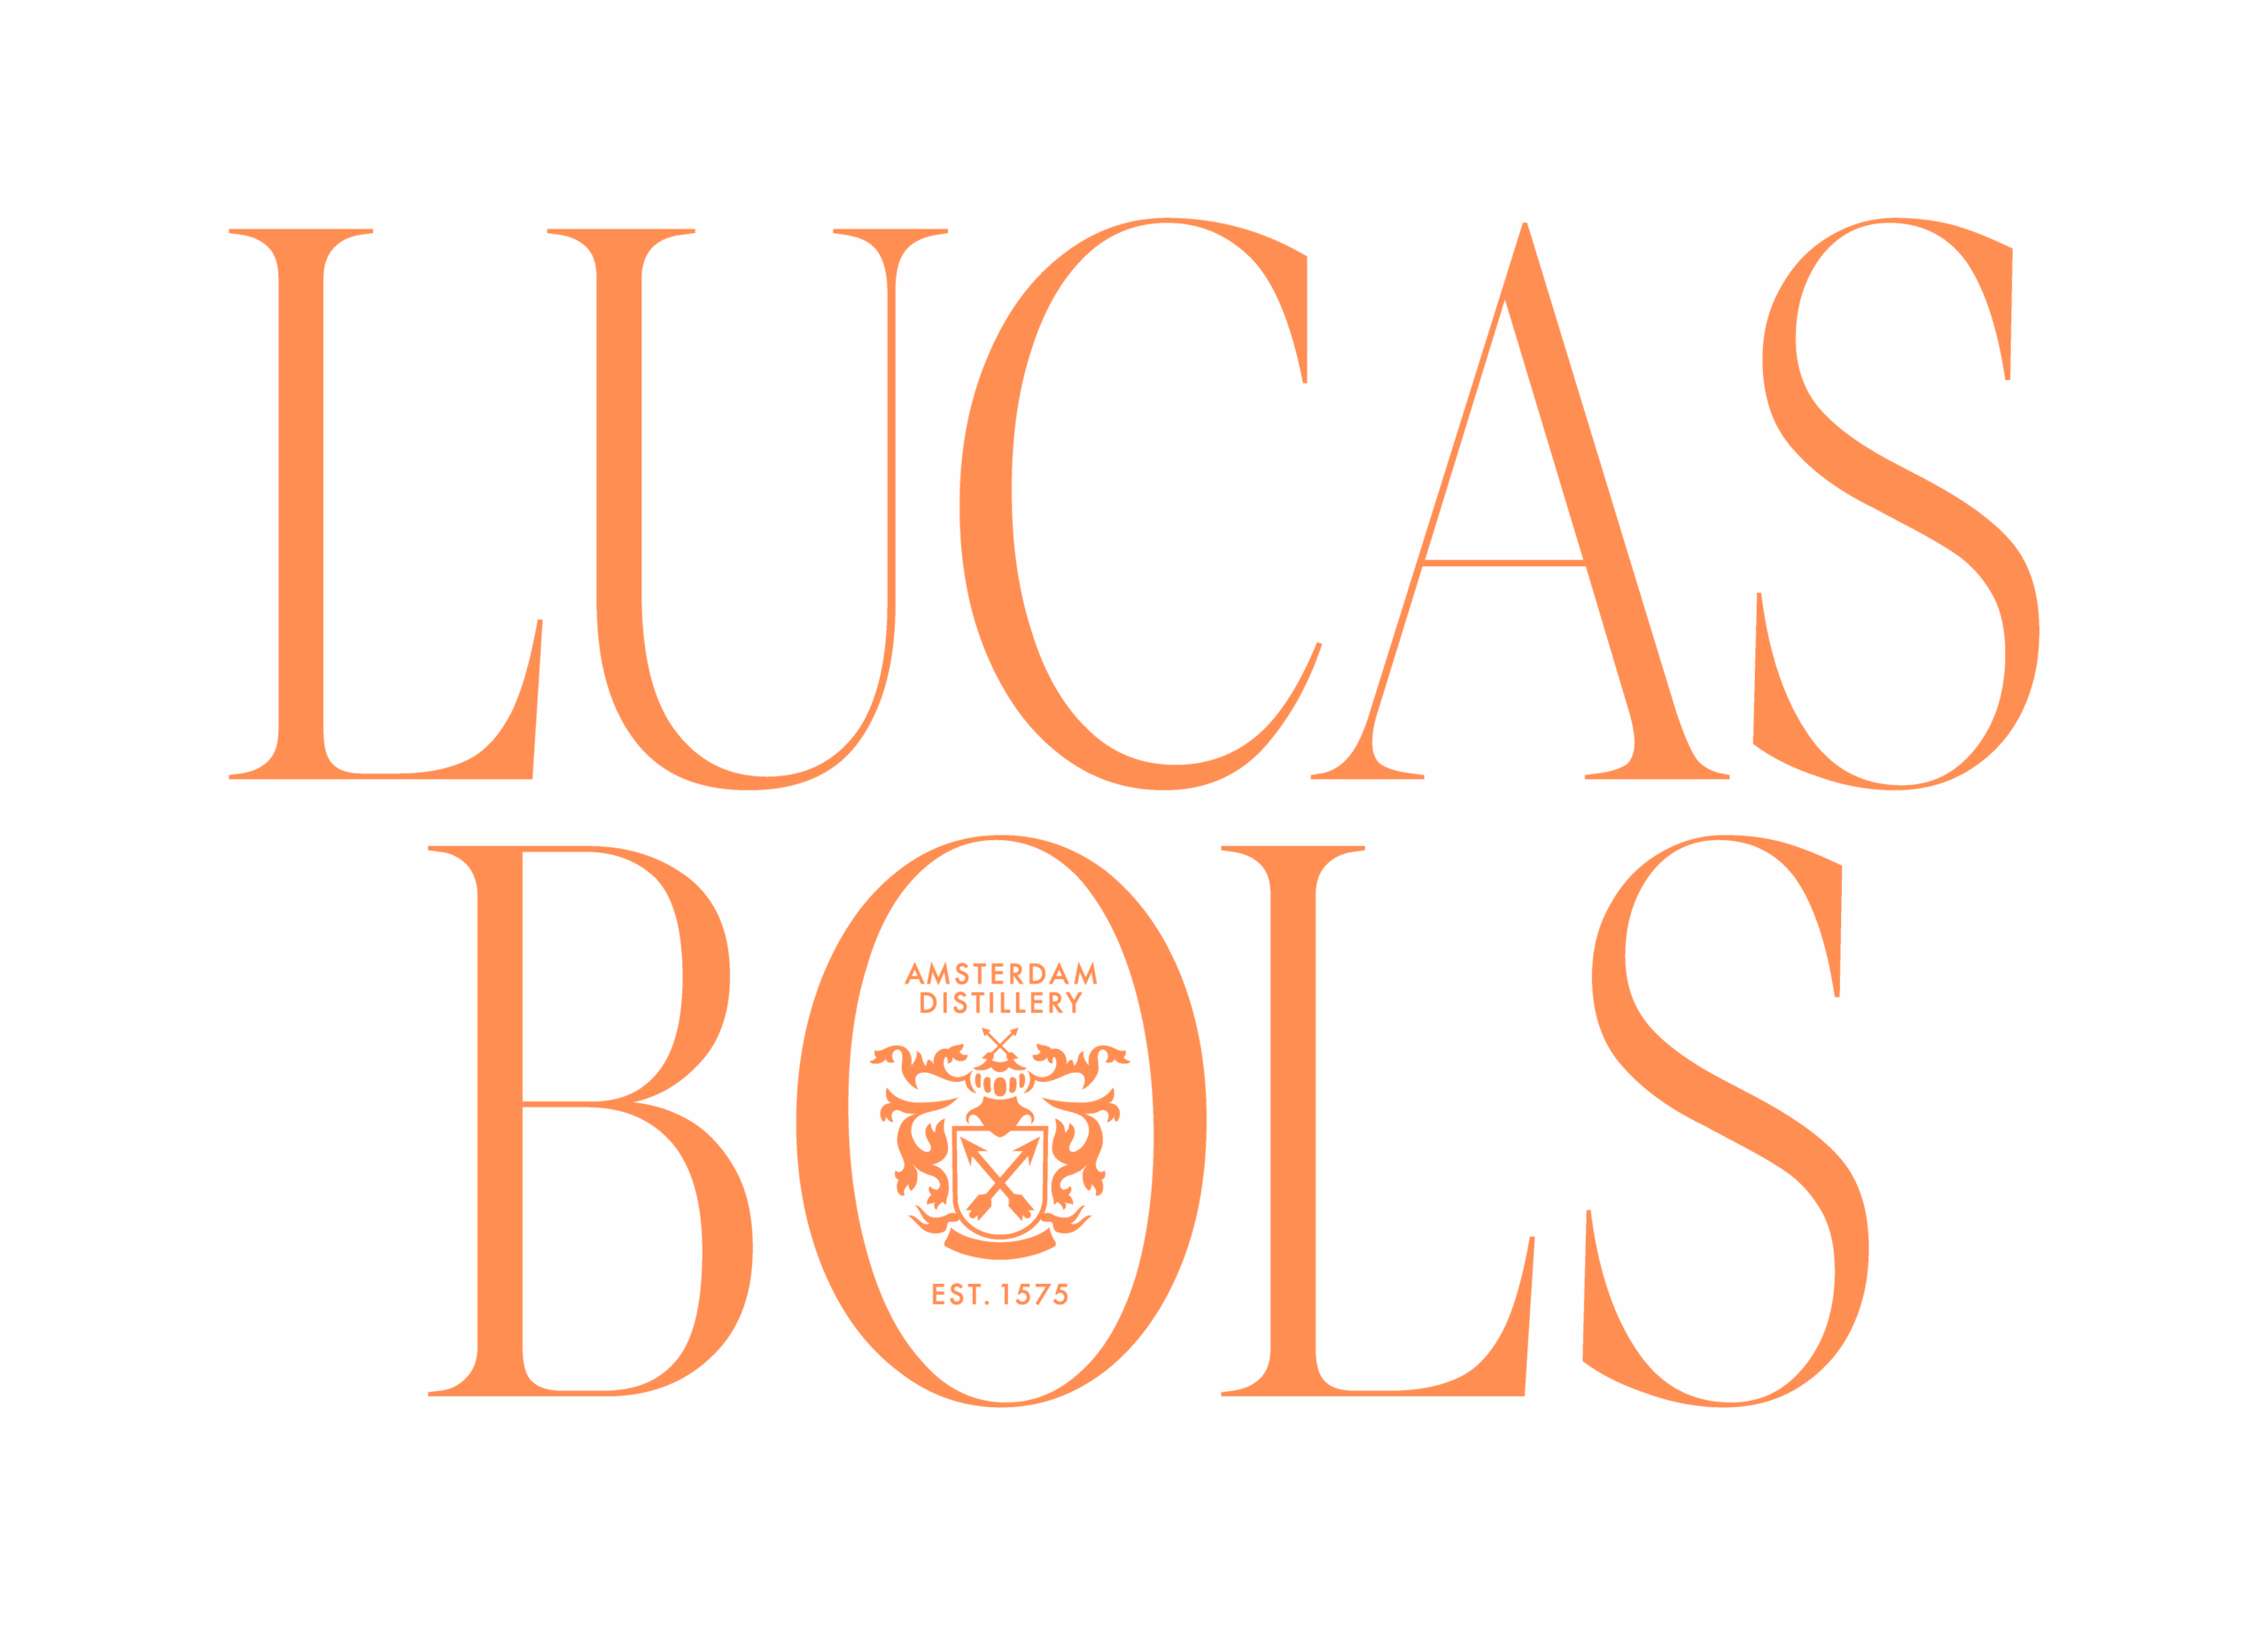 LUCAS
BOLS
AMSTERDAM
DISTILLERY
EST. 1575